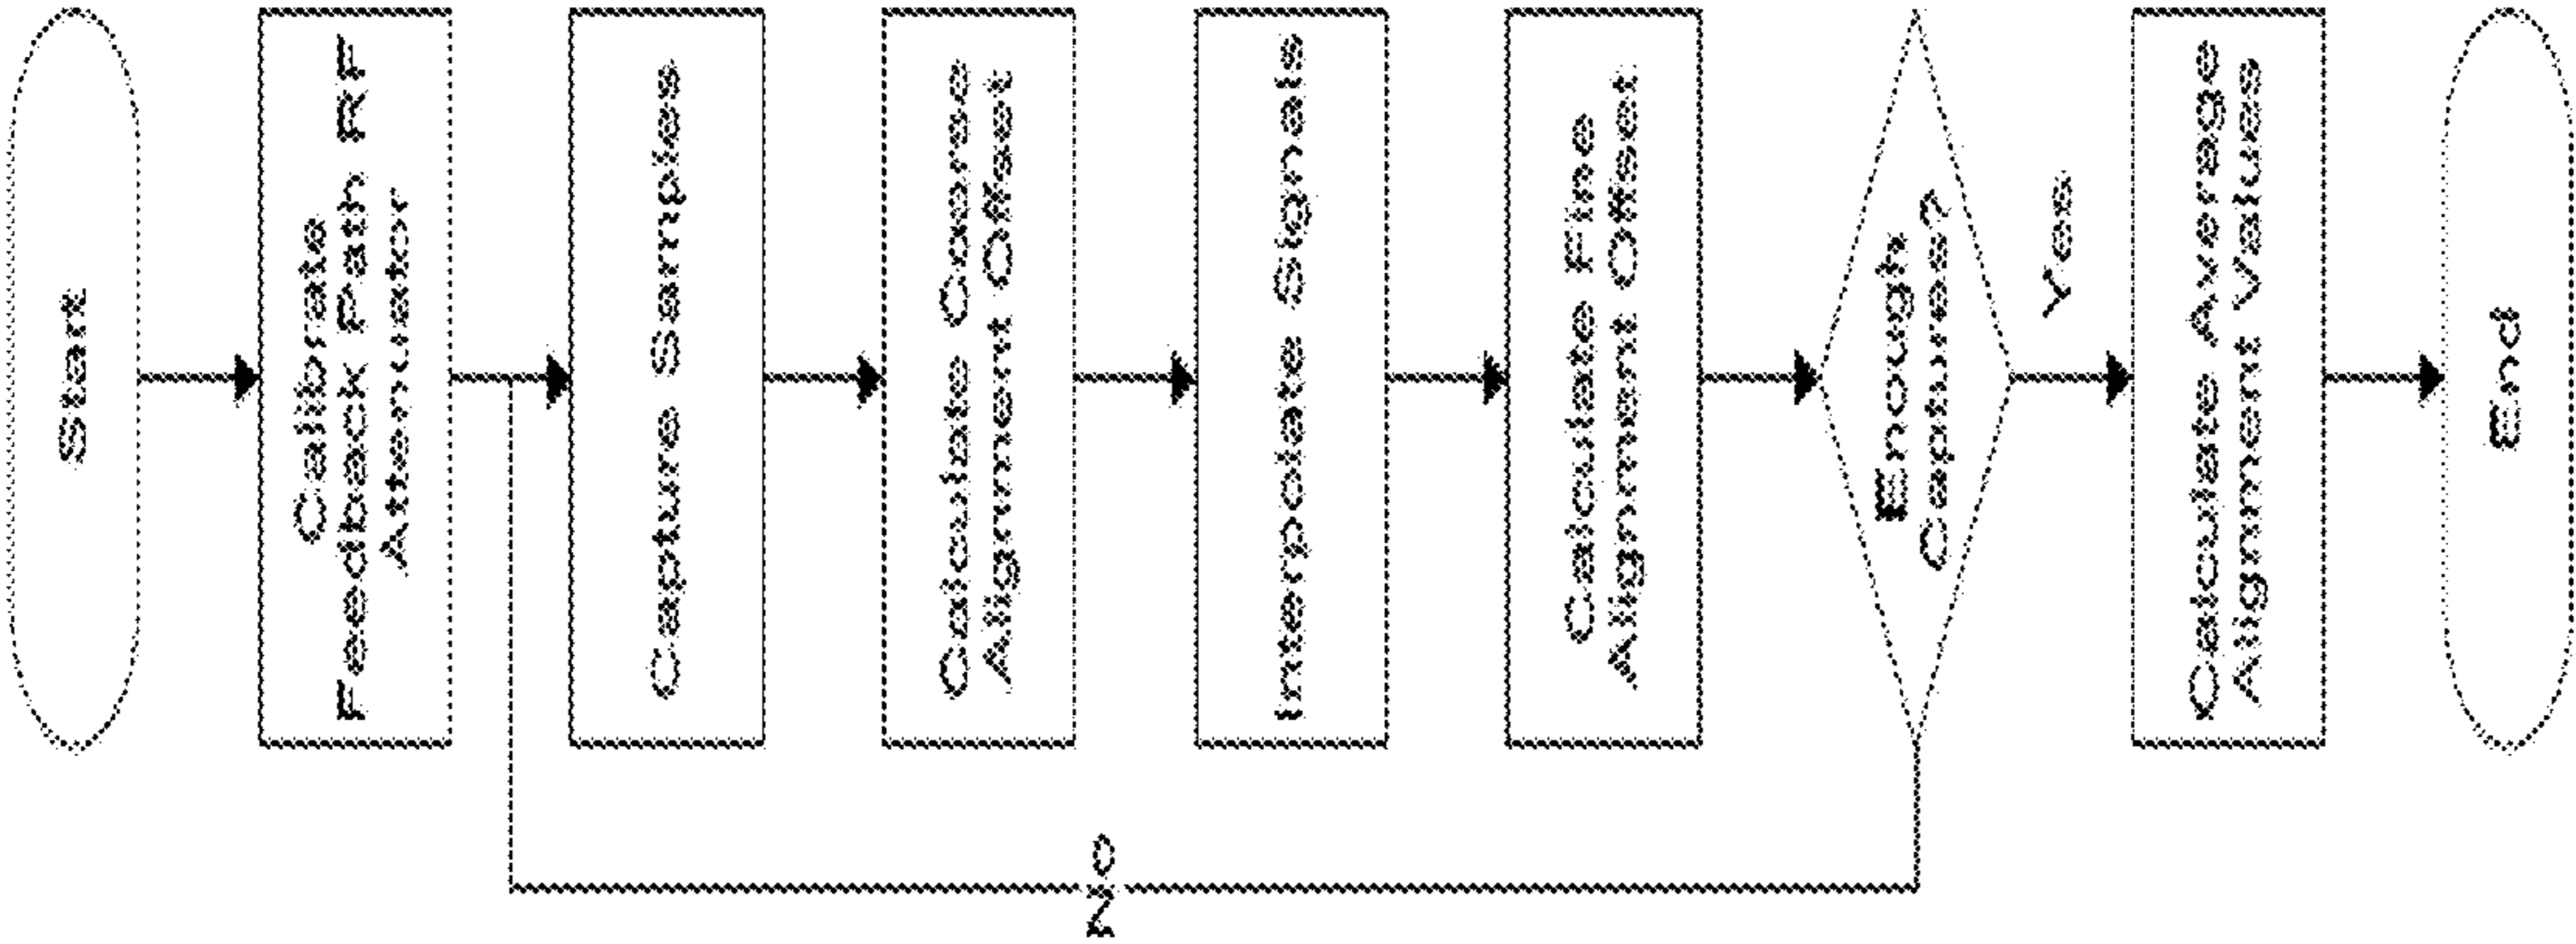 Start
Calibrate
Feedback Path RF
Attenuator
Capture Samples
Calculate Coarse
Alignment Offset
Interpolate Signals
Calculate Fine
Alignment Offset
Enough
Captures?
Yes
No
Calculate Average
Alignment Values
End